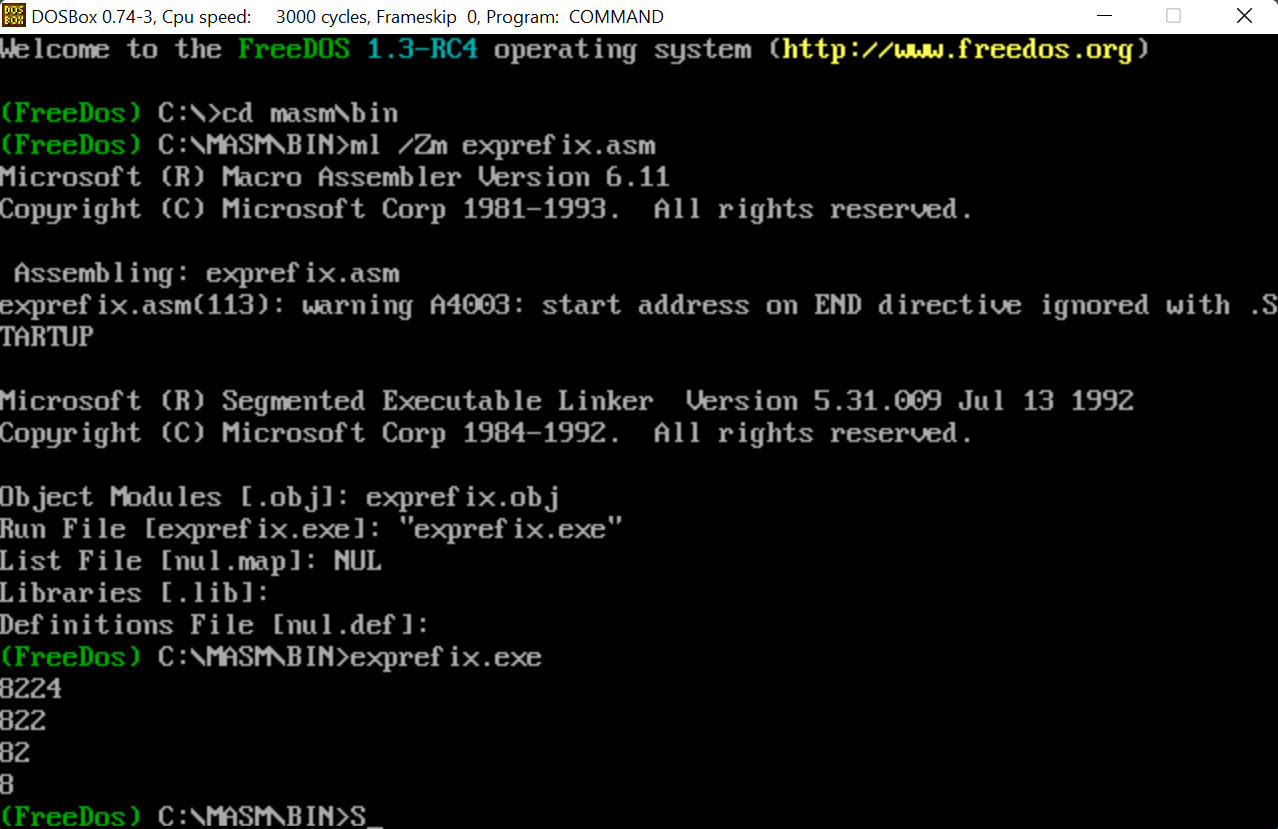 DOSBox 0.74-3, Cpu speed:    3000 cycles, Frameskip  0, Program:  COMMAND
Welcome to the FreeDOS 1.3-RC4 operating system (http://www.freedos.org)
(FreeDos) C:\>cd masm\bin
(FreeDos) C:\MASM\BIN>ml /Zm exprefix.asm
Microsoft (R) Macro Assembler Version 6.11
Copyright (C) Microsoft Corp 1981-1993.  All rights reserved.
 Assembling: exprefix.asm
exprefix.asm(113): warning A4003: start address on END directive ignored with .S
TARTUP
Microsoft (R) Segmented Executable Linker  Version 5.31.009 Jul 13 1992
Copyright (C) Microsoft Corp 1984-1992.  All rights reserved.
Object Modules [.obj]: exprefix.obj
Run File [exprefix.exe]: "exprefix.exe"
List File [nul.map]: NUL
Libraries [.lib]:
Definitions File [nul.def]:
(FreeDos) C:\MASM\BIN>exprefix.exe
8224
822
82
8
(FreeDos) C:\MASM\BIN>S_